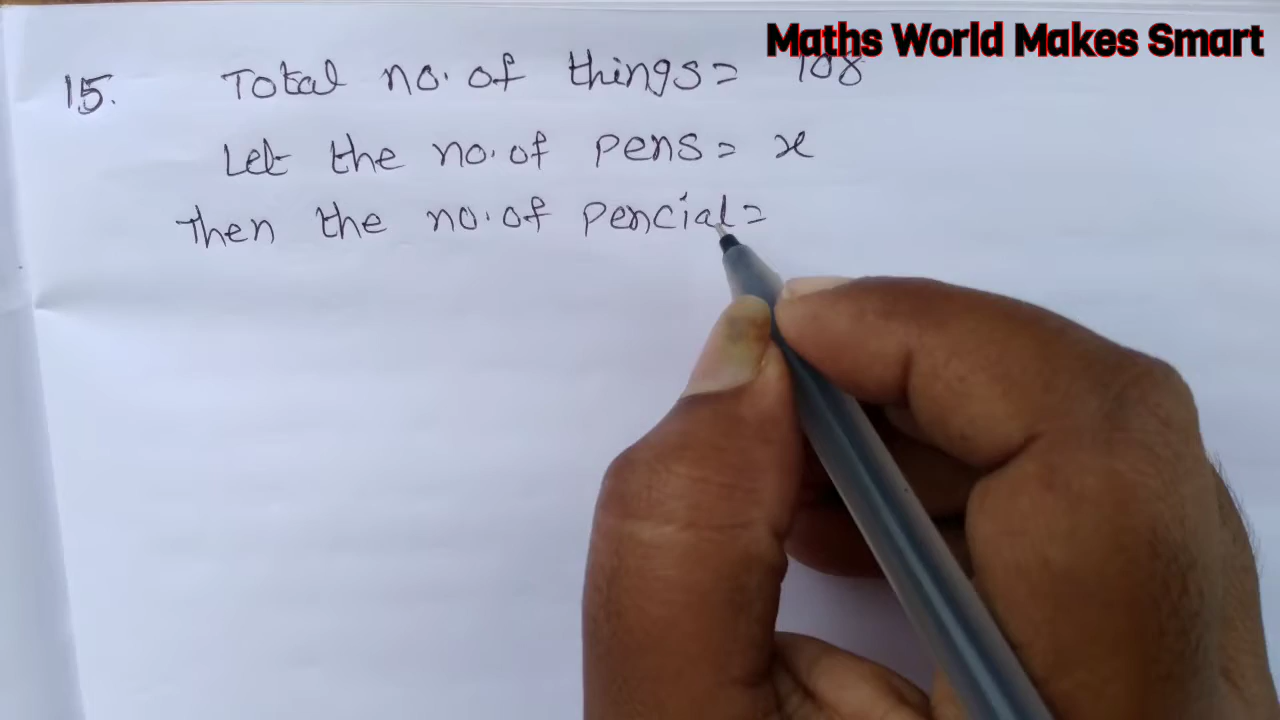 Maths World Makes Smart
15. Total no. of things = 108
Let the no. of pens = x
Then the no. of pencial =